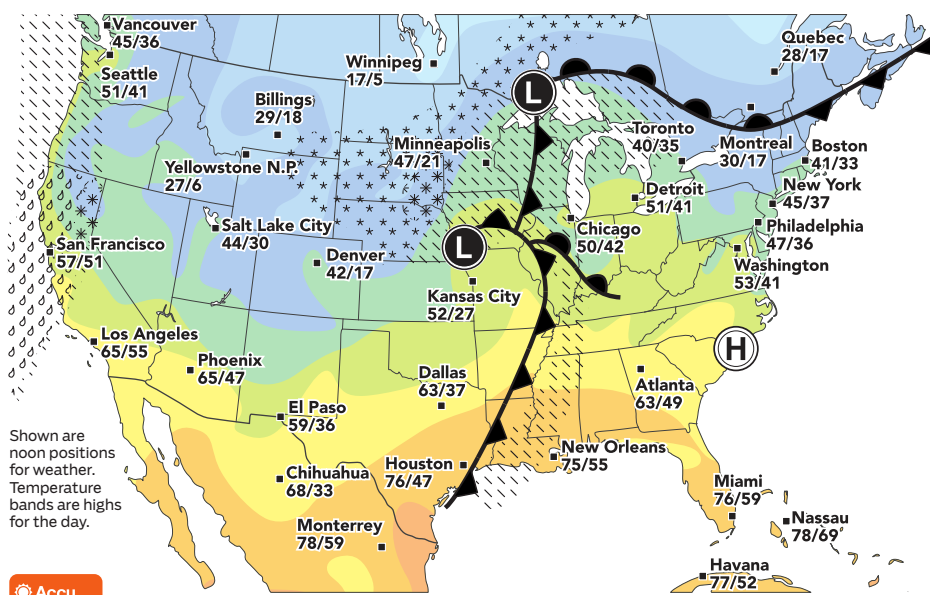 Vancouver
45/36
Seattle
51/41
Winnipeg
17/5
Quebec
28/17
Billings
29/18
L
Minneapolis
47/21
Toronto
40/35
Montreal
30/17
Boston
41/33
Yellowstone N.P.
27/6
Detroit
51/41
New York
45/37
Salt Lake City
44/30
Chicago
50/42
Philadelphia
47/36
San Francisco
57/51
L
Denver
42/17
Washington
53/41
Kansas City
52/27
Los Angeles
65/55
Phoenix
65/47
H
Dallas
63/37
Atlanta
63/49
El Paso
59/36
Shown are
noon positions
for weather.
Temperature
bands are highs
for the day.
Chihuahua
68/33
Houston
76/47
New Orleans
75/55
Miami
76/59
Monterrey
78/59
Nassau
78/69
Havana
77/52
Accu